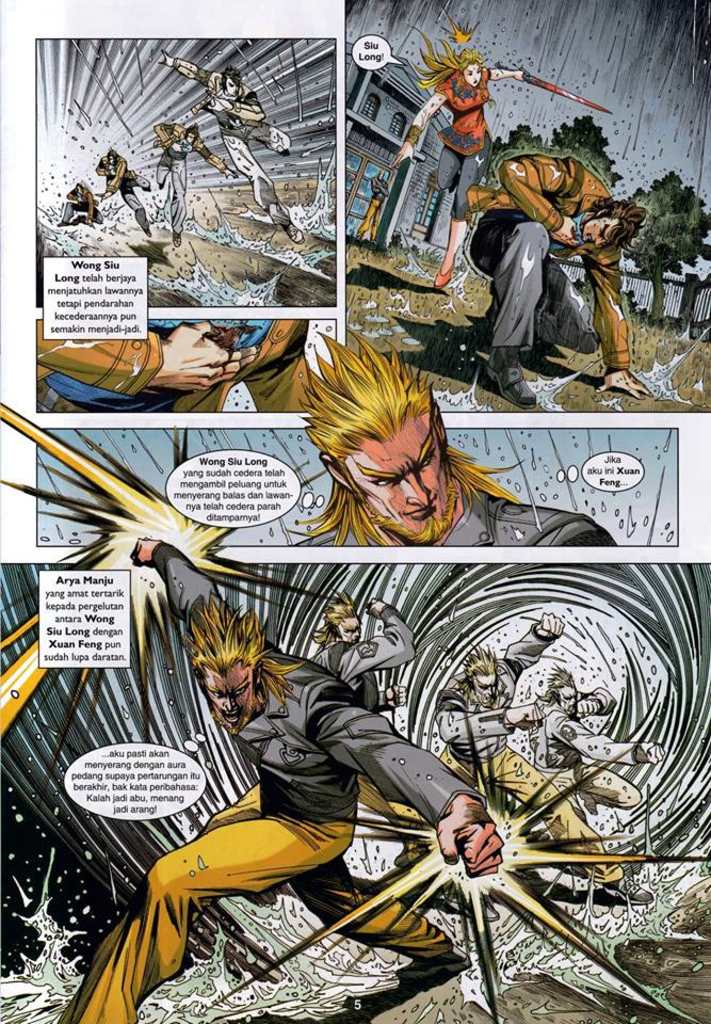 Wong Siu
Long telah berjaya
menjatuhkan lawannya
tetapi pendarahan
kecederaannya pun
semakin menjadi-jadi...
Siu
Long!
Wong Siu Long
yang sudah cedera telah
mengambil peluang untuk
menyerang balas dan lawan-
nya telah cedera parah
ditamparnya!
Jika
aku ini Xuan
Feng...
Arya Manju
yang amat tertarik
kepada pergelutan
antara Wong
Siu Long dengan
Xuan Feng pun
sudah lupa daratan.
...aku pasti akan
menyerang dengan aura
pedang supaya pertarungan itu
berakhir, bak kata peribahasa:
Kalah jadi abu, menang
jadi arang!
5